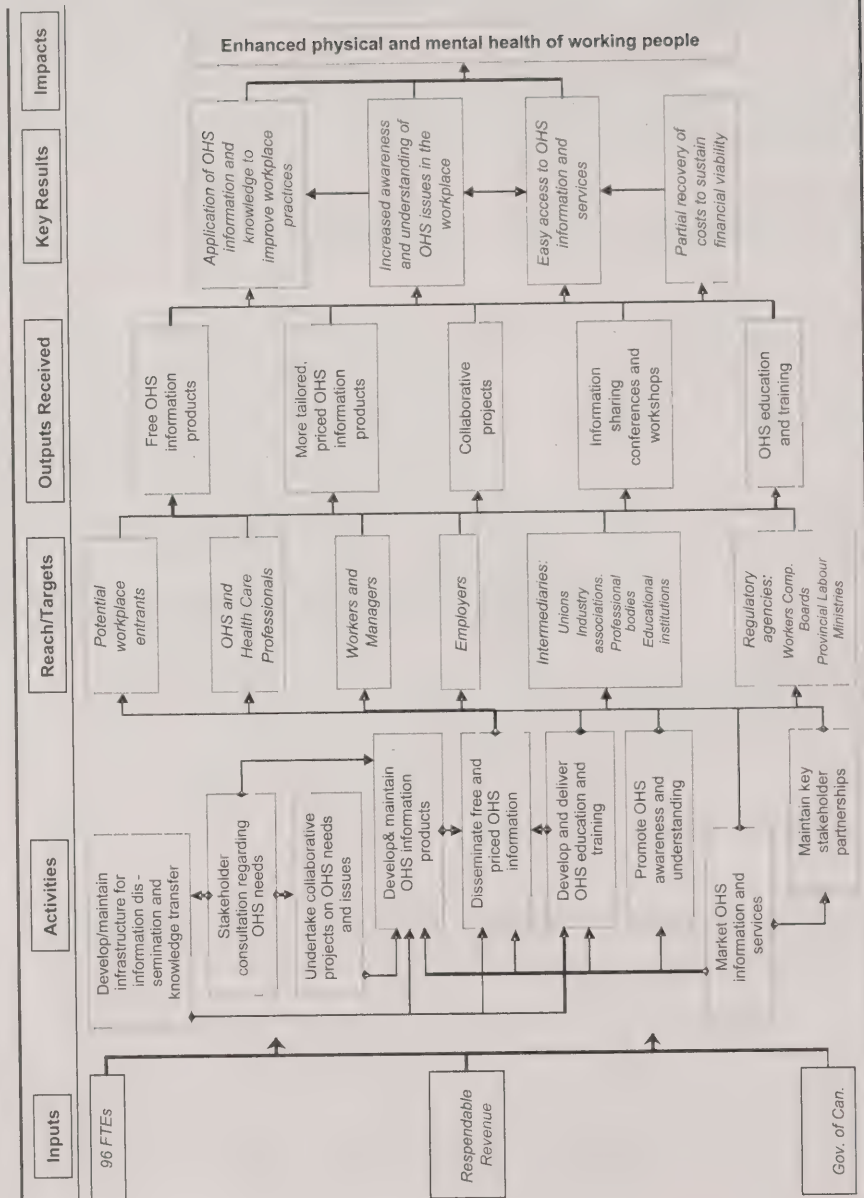 Inputs
Activities
Reach/Targets
Outputs Received
Key Results
Impacts
96 FTEs
Respendable
Revenue
Gov. of Can.
Develop/maintain
infrastructure for
information dis -
semination and
knowledge transfer
Stakeholder
consultation regarding
OHS needs
Undertake collaborative
projects on OHS needs
and issues
Develop& maintain
OHS information
products
Disseminate free and
priced OHS
information
Develop and deliver
OHS education and
training
Promote OHS
awareness and
understanding
Market OHS
information and
services
Maintain key
stakeholder
partnerships
Potential
workplace
entrants
OHS and
Health Care
Professionals
Workers and
Managers
Employers
Intermediaries:
Unions
Industry
associations.
Professional
bodies
Educational
institutions
Regulatory
agencies:
Workers Comp.
Boards
Provincial Labour
Ministries
Free OHS
information
products
More tailored,
priced OHS
information
products
Collaborative
projects
Information
sharing
conferences and
workshops
OHS education
and training
Application of OHS
information and
knowledge to
improve workplace
practices
Increased awareness
and understanding of
OHS issues in the
workplace
Easy access to OHS
information and
services
Partial recovery of
costs to sustain
financial viability
Enhanced physical and mental health of working people